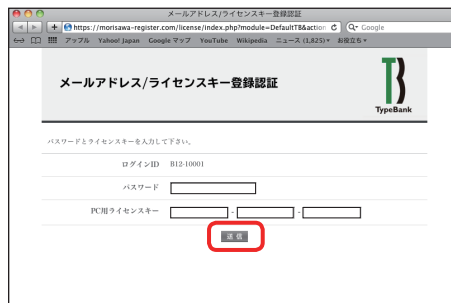 メールアドレス/ライセンスキー登録認証
https://morisawa-register.com/license/index.php?module=DefaultTB&action
Google
アップル Yahoo! Japan Google マップ YouTube Wikipedia ニュース (1,825)▼ お役立ち▼
メールアドレス/ライセンスキー登録認証
TB
TypeBank
パスワードとライセンスキーを入力して下さい。
ログインID B12-10001
パスワード
PC用ライセンスキー - -
送信